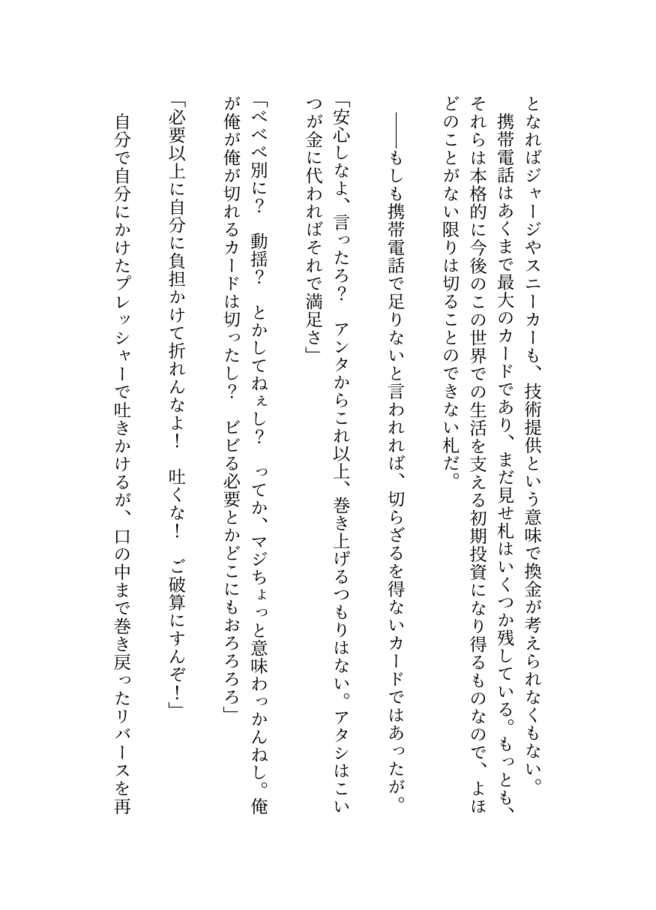 となればジャージやスニーカーも、技術提供という意味で換金が考えられなくもない。
　携帯電話はあくまで最大のカードであり、まだ見せ札はいくつか残している。もっとも、
それらは本格的に今後のこの世界での生活を支える初期投資になり得るものなので、よほ
どのことがない限りは切ることのできない札だ。
　――もしも携帯電話で足りないと言われれば、切らざるを得ないカードではあったが。
「安心しなよ、言ったろ？　アンタからこれ以上、巻き上げるつもりはない。アタシはこい
つが金に代わればそれで満足さ」
「べべべ別に？　動揺？　とかしてねぇし？　ってか、マジちょっと意味わっかんねし。俺
が俺が俺が切れるカードは切ったし？　ビビる必要とかどこにもおろろろろ」
「必要以上に自分に負担かけて折れんなよ！　吐くな！　ご破算にすんぞ！」
　自分で自分にかけたプレッシャーで吐きかけるが、口の中まで巻き戻ったリバースを再